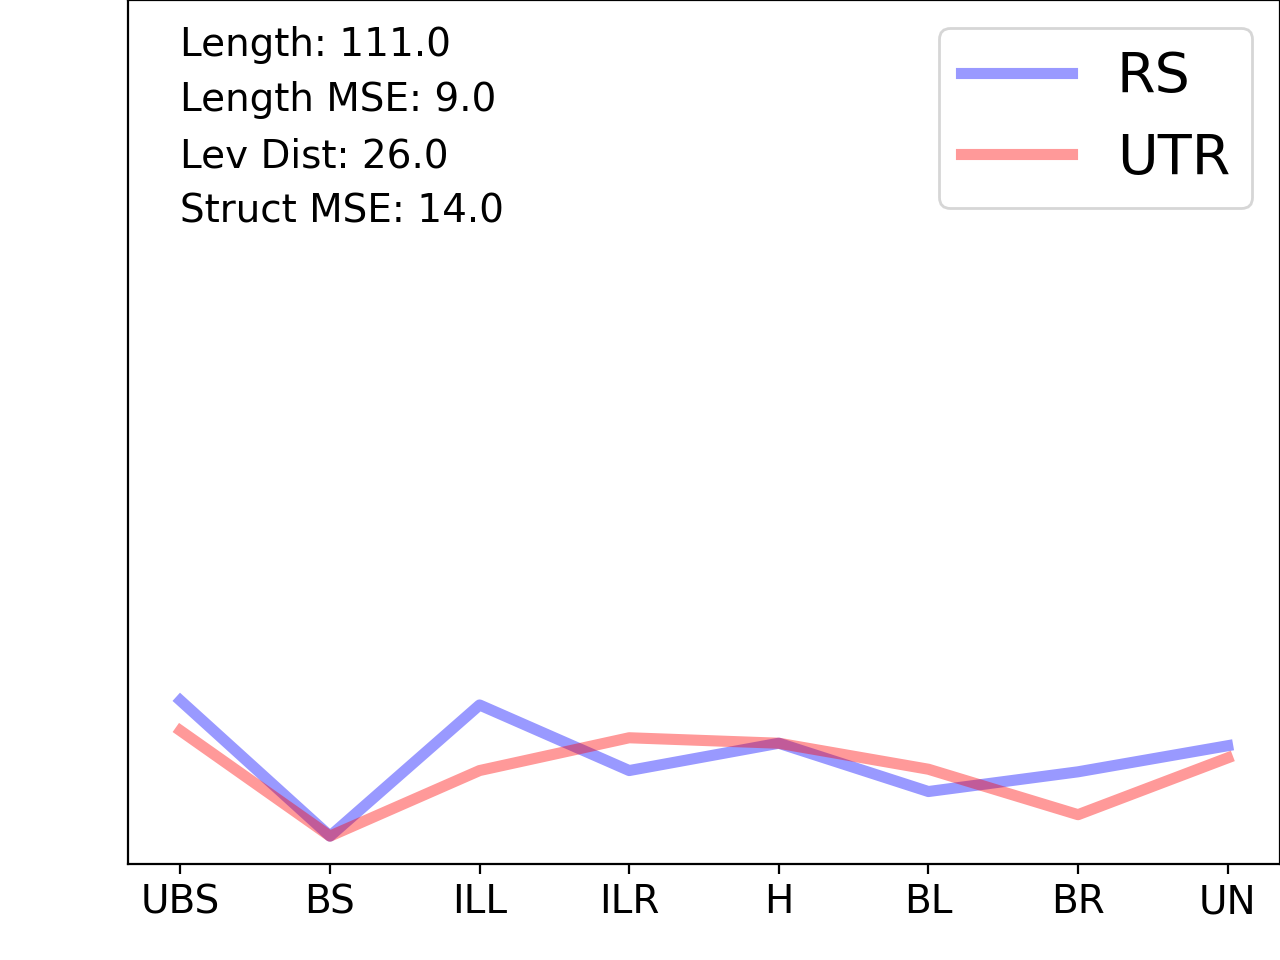 Length: 111.0
Length MSE: 9.0
Lev Dist: 26.0
Struct MSE: 14.0
RS
UTR
UBS BS ILL ILR H BL BR UN